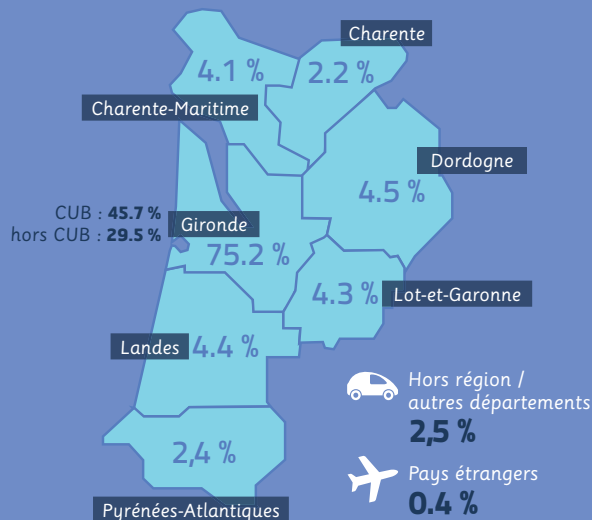 Charente
4.1 %
2.2 %
Charente-Maritime
Dordogne
4.5 %
CUB : 45.7 %
hors CUB : 29.5 %
Gironde
75.2 %
4.3 %
Lot-et-Garonne
Landes
4.4 %
Hors région /
autres départements
2,5 %
2,4 %
Pays étrangers
0.4 %
Pyrénées-Atlantiques